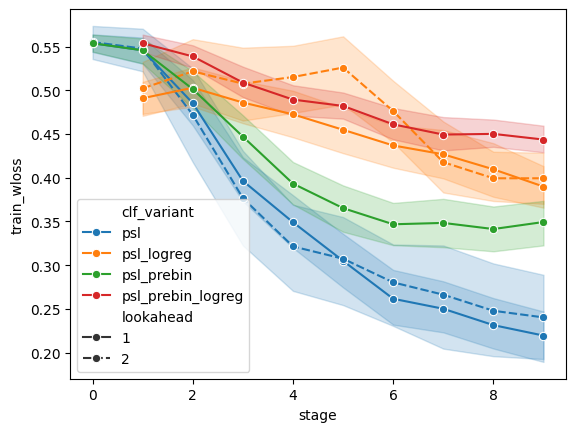 0.55
0.50
0.45
0.40
0.35
0.30
0.25
0.20
train_wloss
clf_variant
psl
psl_logreg
psl_prebin
psl_prebin_logreg
lookahead
1
2
0 2 4 6 8
stage